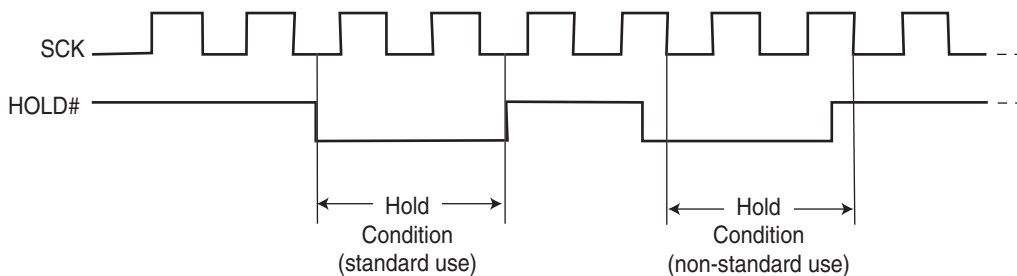 SCK
HOLD#
Hold
Condition
(standard use)
Hold
Condition
(non-standard use)